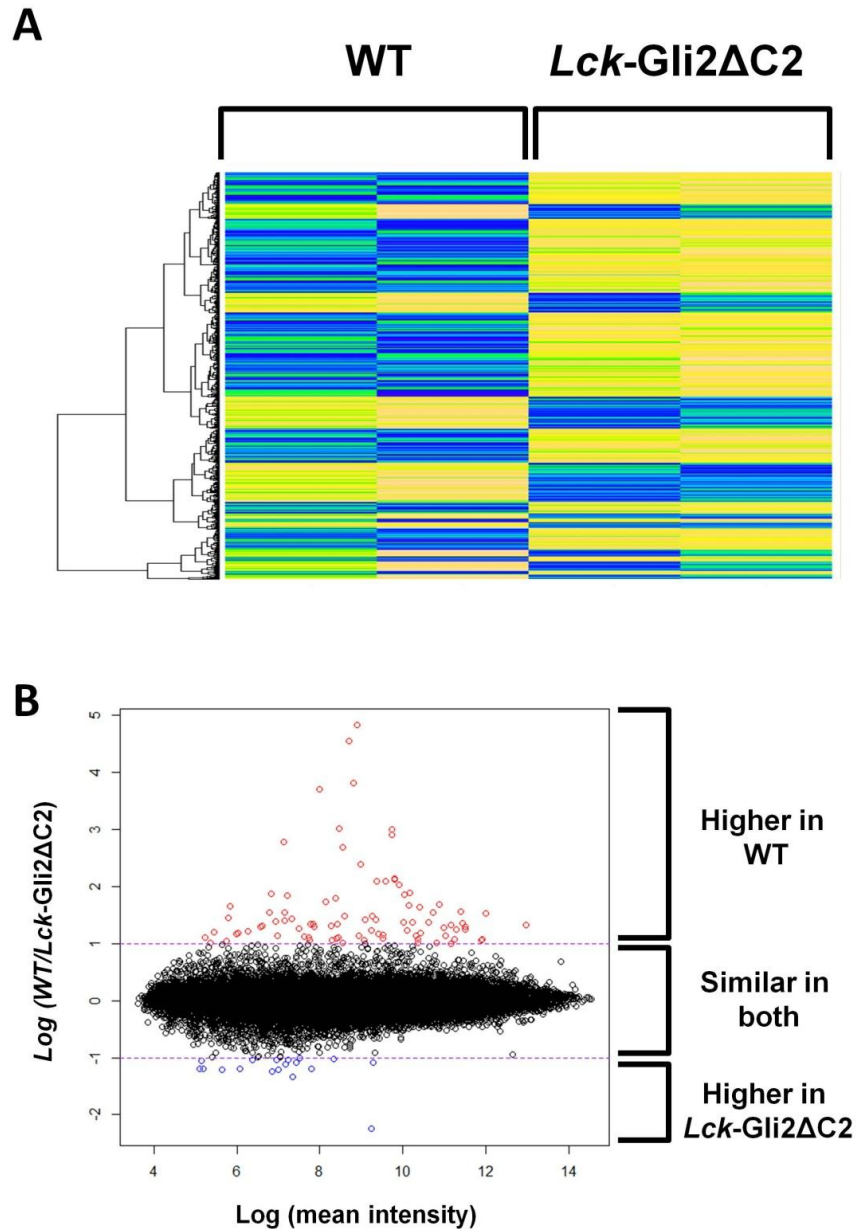 A
WT
Lck-Gli2ΔC2
B
5
4
3
2
1
0
-1
-2
Log (WT/Lck-Gli2ΔC2)
4
6
8
10
12
14
Log (mean intensity)
Higher in
WT
Similar in
both
Higher in
Lck-Gli2ΔC2